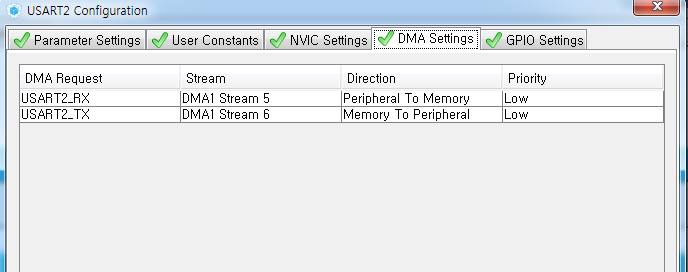 USART2 Configuration
Parameter Settings User Constants NVIC Settings DMA Settings GPIO Settings
DMA Request Stream Direction Priority
USART2_RX DMA1 Stream 5 Peripheral To Memory Low
USART2_TX DMA1 Stream 6 Memory To Peripheral Low